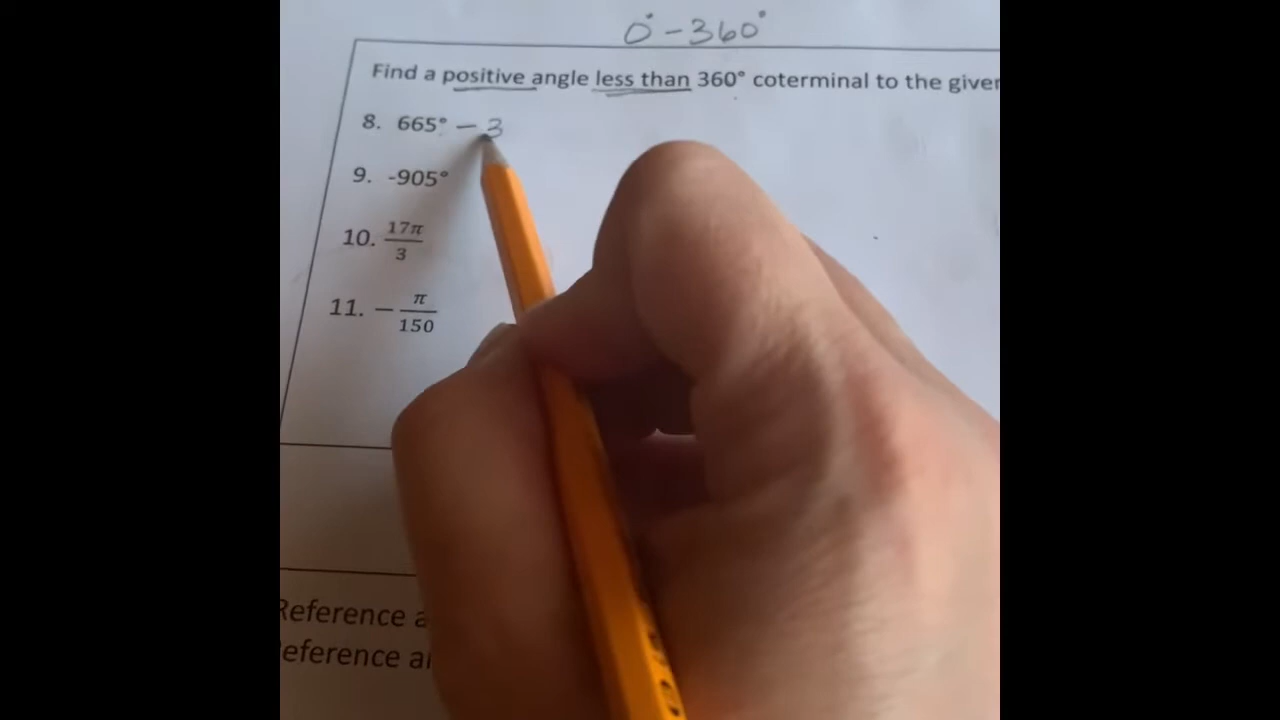 0° - 360°
Find a positive angle less than 360° coterminal to the given
8. 665° - 3
9. -905°
10. 17π/3
11. - π/150
Reference
eference